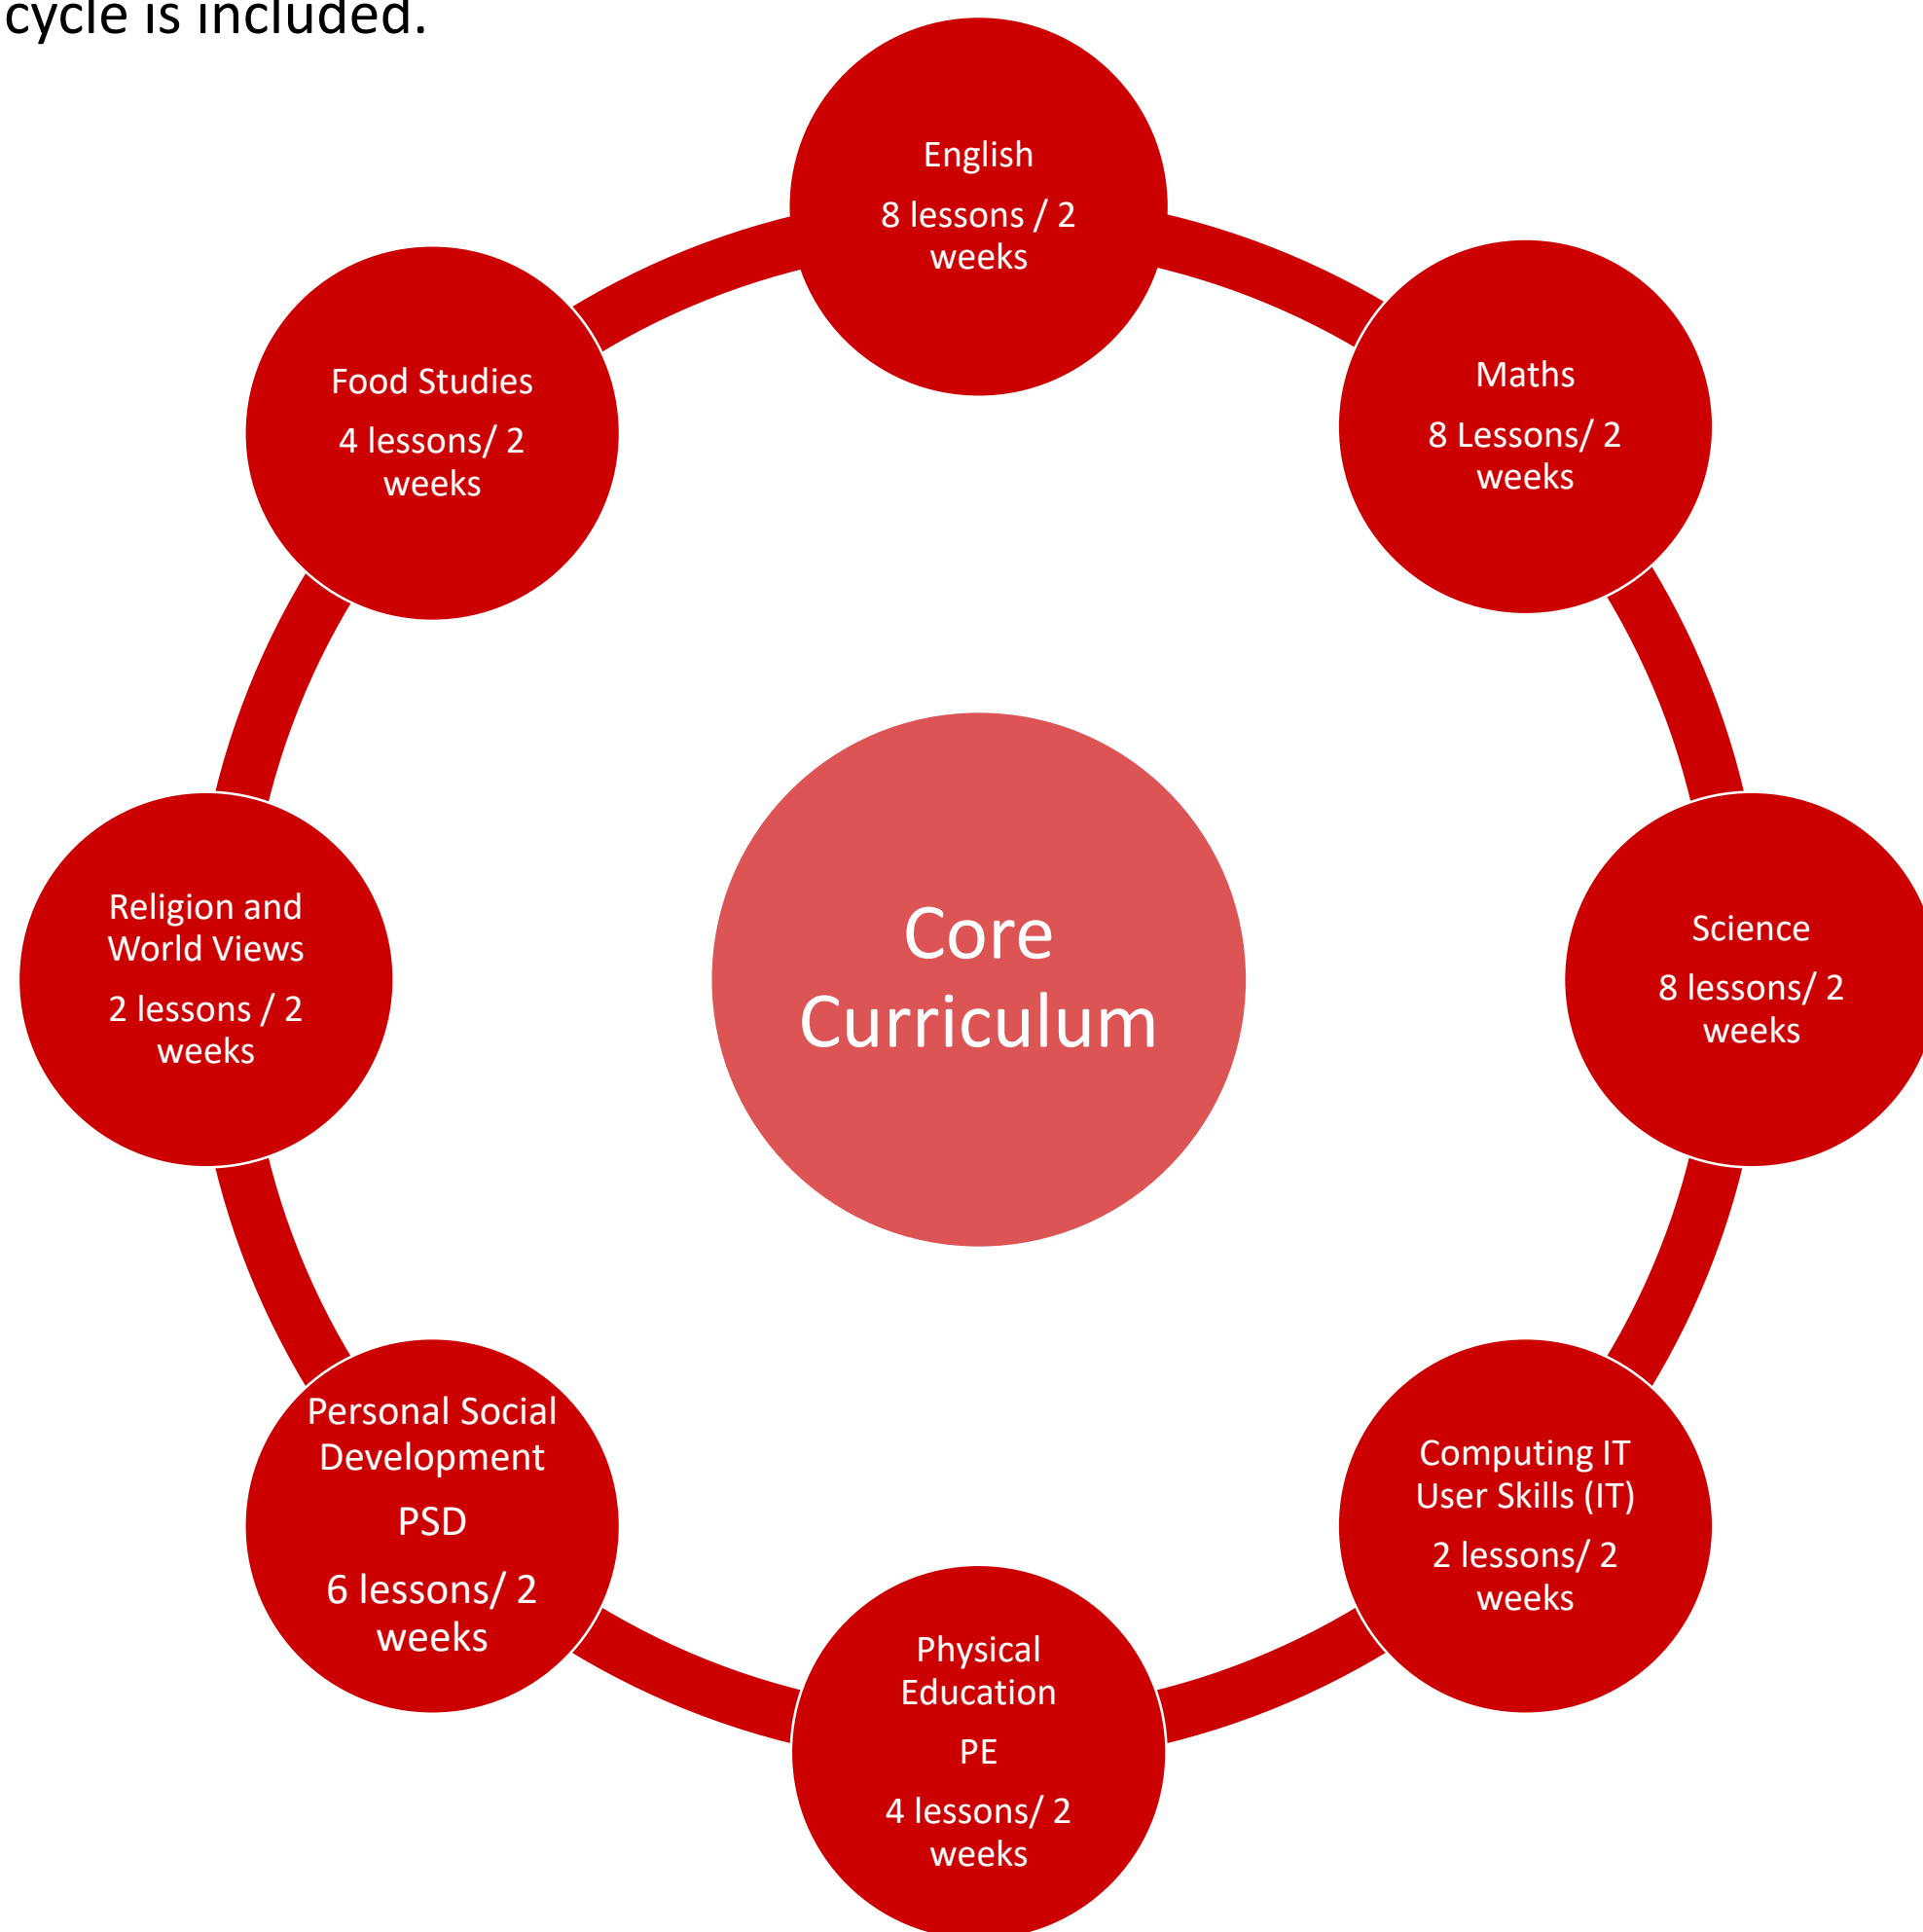 cycle is included.
English
8 lessons / 2
weeks
Maths
8 Lessons/ 2
weeks
Science
8 lessons/ 2
weeks
Computing IT
User Skills (IT)
2 lessons/ 2
weeks
Physical
Education
PE
4 lessons/ 2
weeks
Personal Social
Development
PSD
6 lessons/ 2
weeks
Religion and
World Views
2 lessons / 2
weeks
Food Studies
4 lessons/ 2
weeks
Core
Curriculum